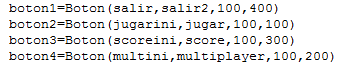 boton1=Boton(salir,salir2,100,400)
boton2=Boton(jugarini,jugar,100,100)
boton3=Boton(scoreini,score,100,300)
boton4=Boton(multini,multiplayer,100,200)